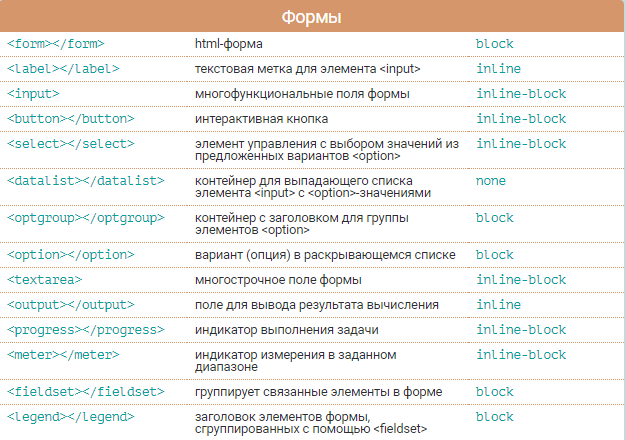 Формы
<form></form> html-форма block
<label></label> текстовая метка для элемента <input> inline
<input> многофункциональные поля формы inline-block
<button></button> интерактивная кнопка inline-block
<select></select> элемент управления с выбором значений из inline-block
предложенных вариантов <option>
<datalist></datalist> контейнер для выпадающего списка none
элемента <input> с <option>-значениями
<optgroup></optgroup> контейнер с заголовком для группы block
элементов <option>
<option></option> вариант (опция) в раскрывающемся списке block
<textarea> многострочное поле формы inline-block
<output></output> поле для вывода результата вычисления inline
<progress></progress> индикатор выполнения задачи inline-block
<meter></meter> индикатор измерения в заданном inline-block
диапазоне
<fieldset></fieldset> группирует связанные элементы в форме block
<legend></legend> заголовок элементов формы, block
сгруппированных с помощью <fieldset>